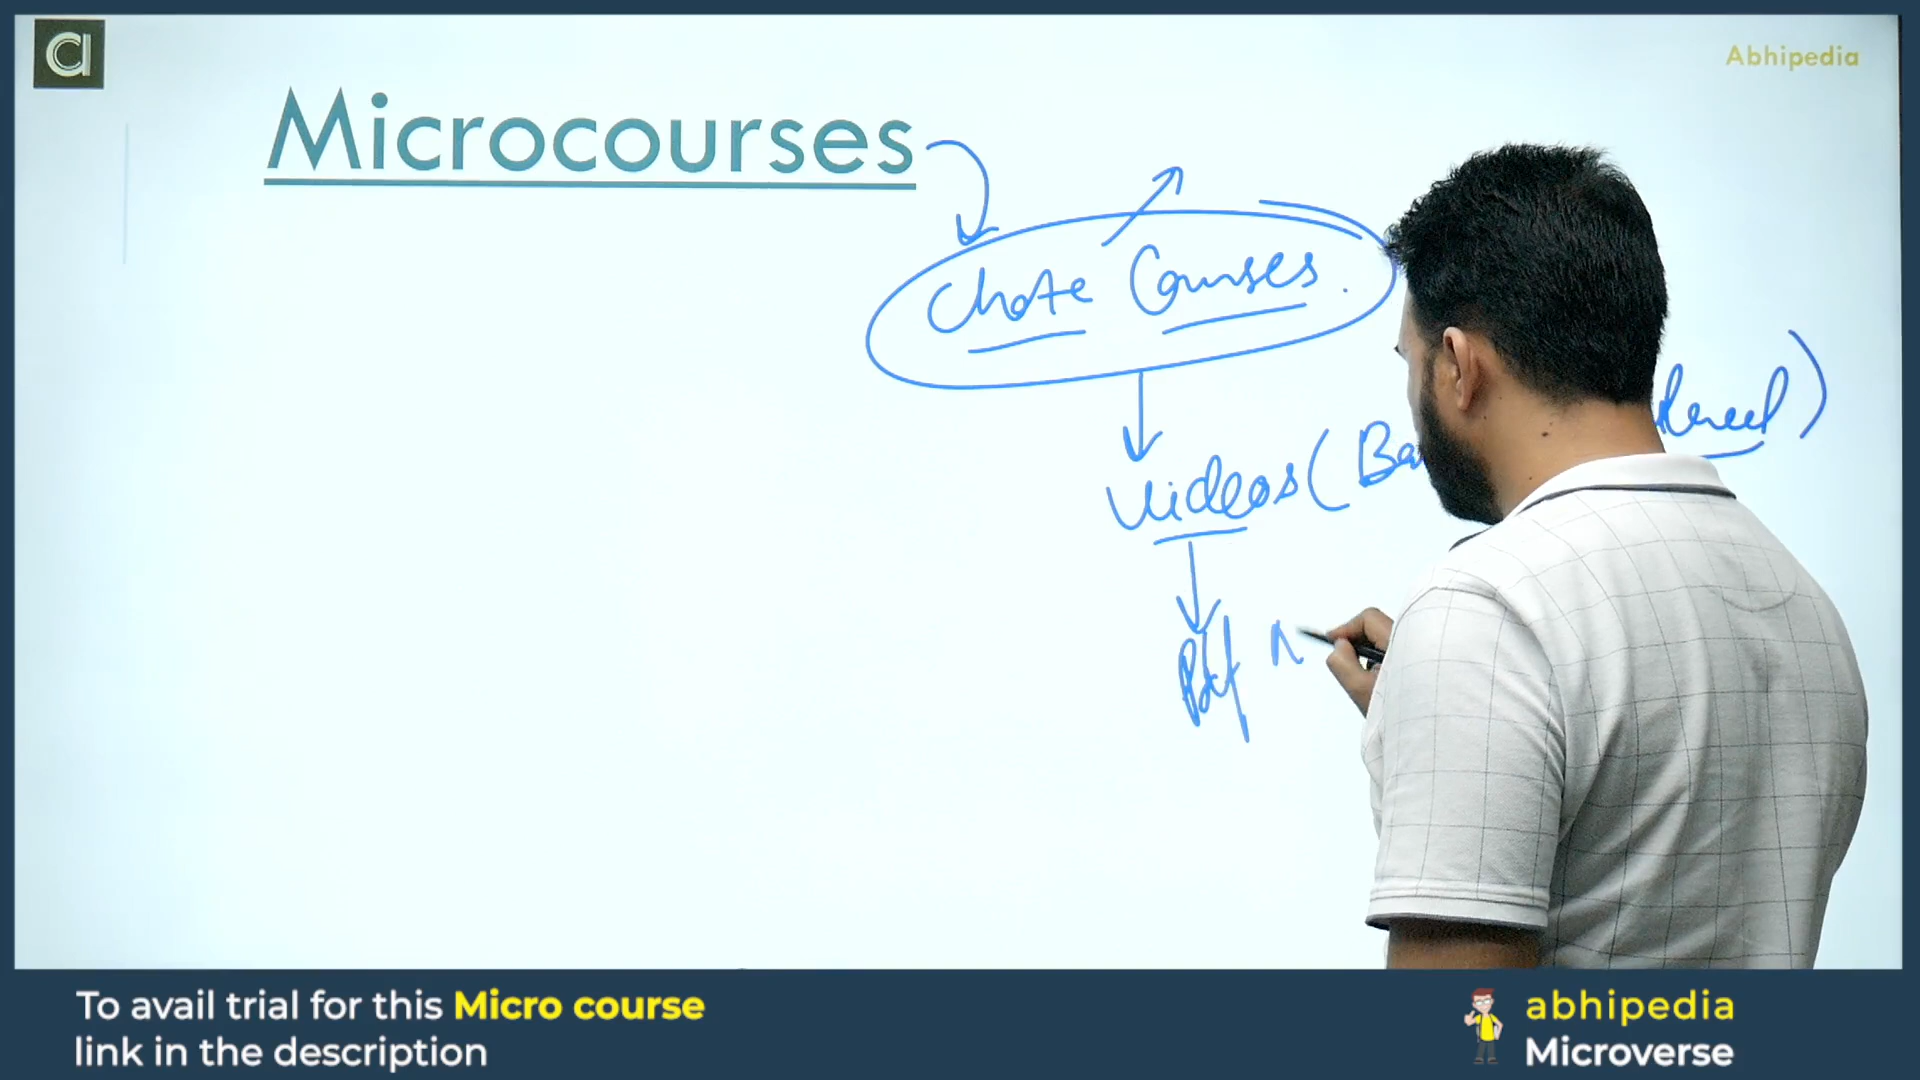 Abhipedia
Microcourses
Chote Courses.
Videos (
Pdf
To avail trial for this Micro course
link in the description
abhipedia
Microverse